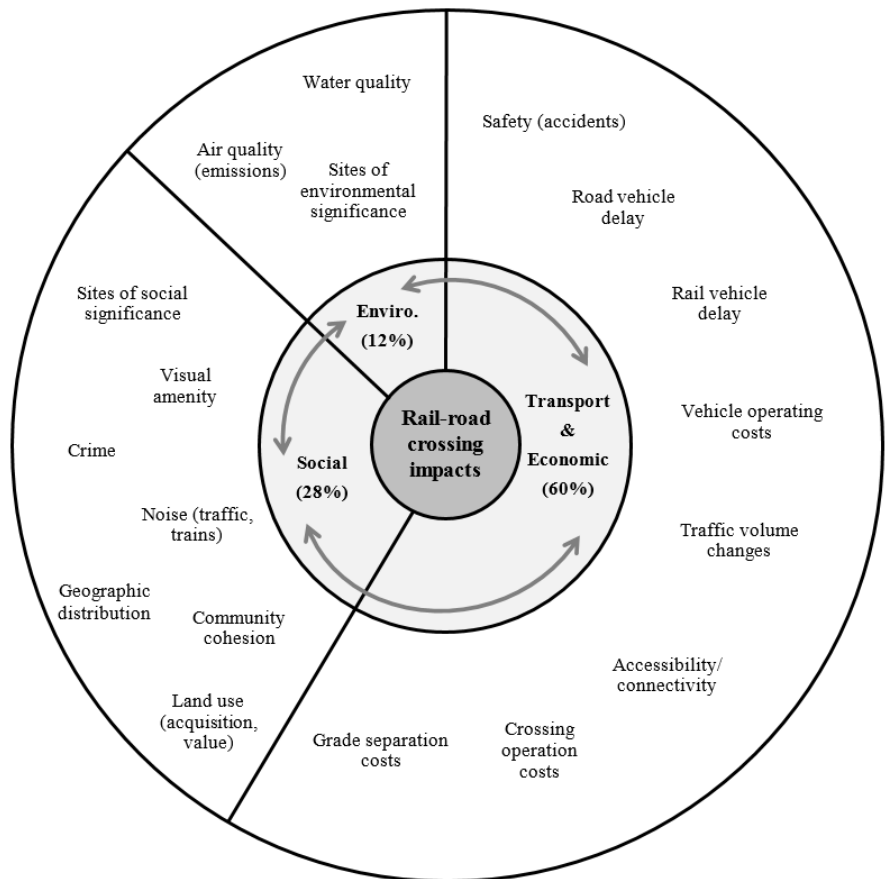 Water quality
Air quality
(emissions)
Sites of
environmental
significance
Safety (accidents)
Road vehicle
delay
Rail vehicle
delay
Vehicle operating
costs
Traffic volume
changes
Accessibility/
connectivity
Crossing
operation
costs
Grade separation
costs
Sites of social
significance
Visual
amenity
Crime
Noise (traffic,
trains)
Geographic
distribution
Community
cohesion
Land use
(acquisition,
value)
Enviro.
(12%)
Transport
&
Economic
(60%)
Social
(28%)
Rail-road
crossing
impacts